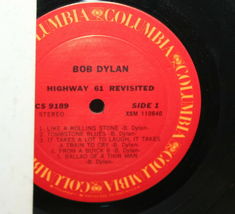 COLUMBIA COLUMBIA COLUMBIA
BOB DYLAN
HIGHWAY 61 REVISITED
CS 9189
SIDE 1
STEREO
XSM 110840
1. LIKE A ROLLING STONE -B. Dylan-
2. TOMBSTONE BLUES -B. Dylan-
3. IT TAKES A LOT TO LAUGH, IT TAKES
A TRAIN TO CRY -B. Dylan-
4. FROM A BUICK 6 -B. Dylan-
5. BALLAD OF A THIN MAN
-B. Dylan-